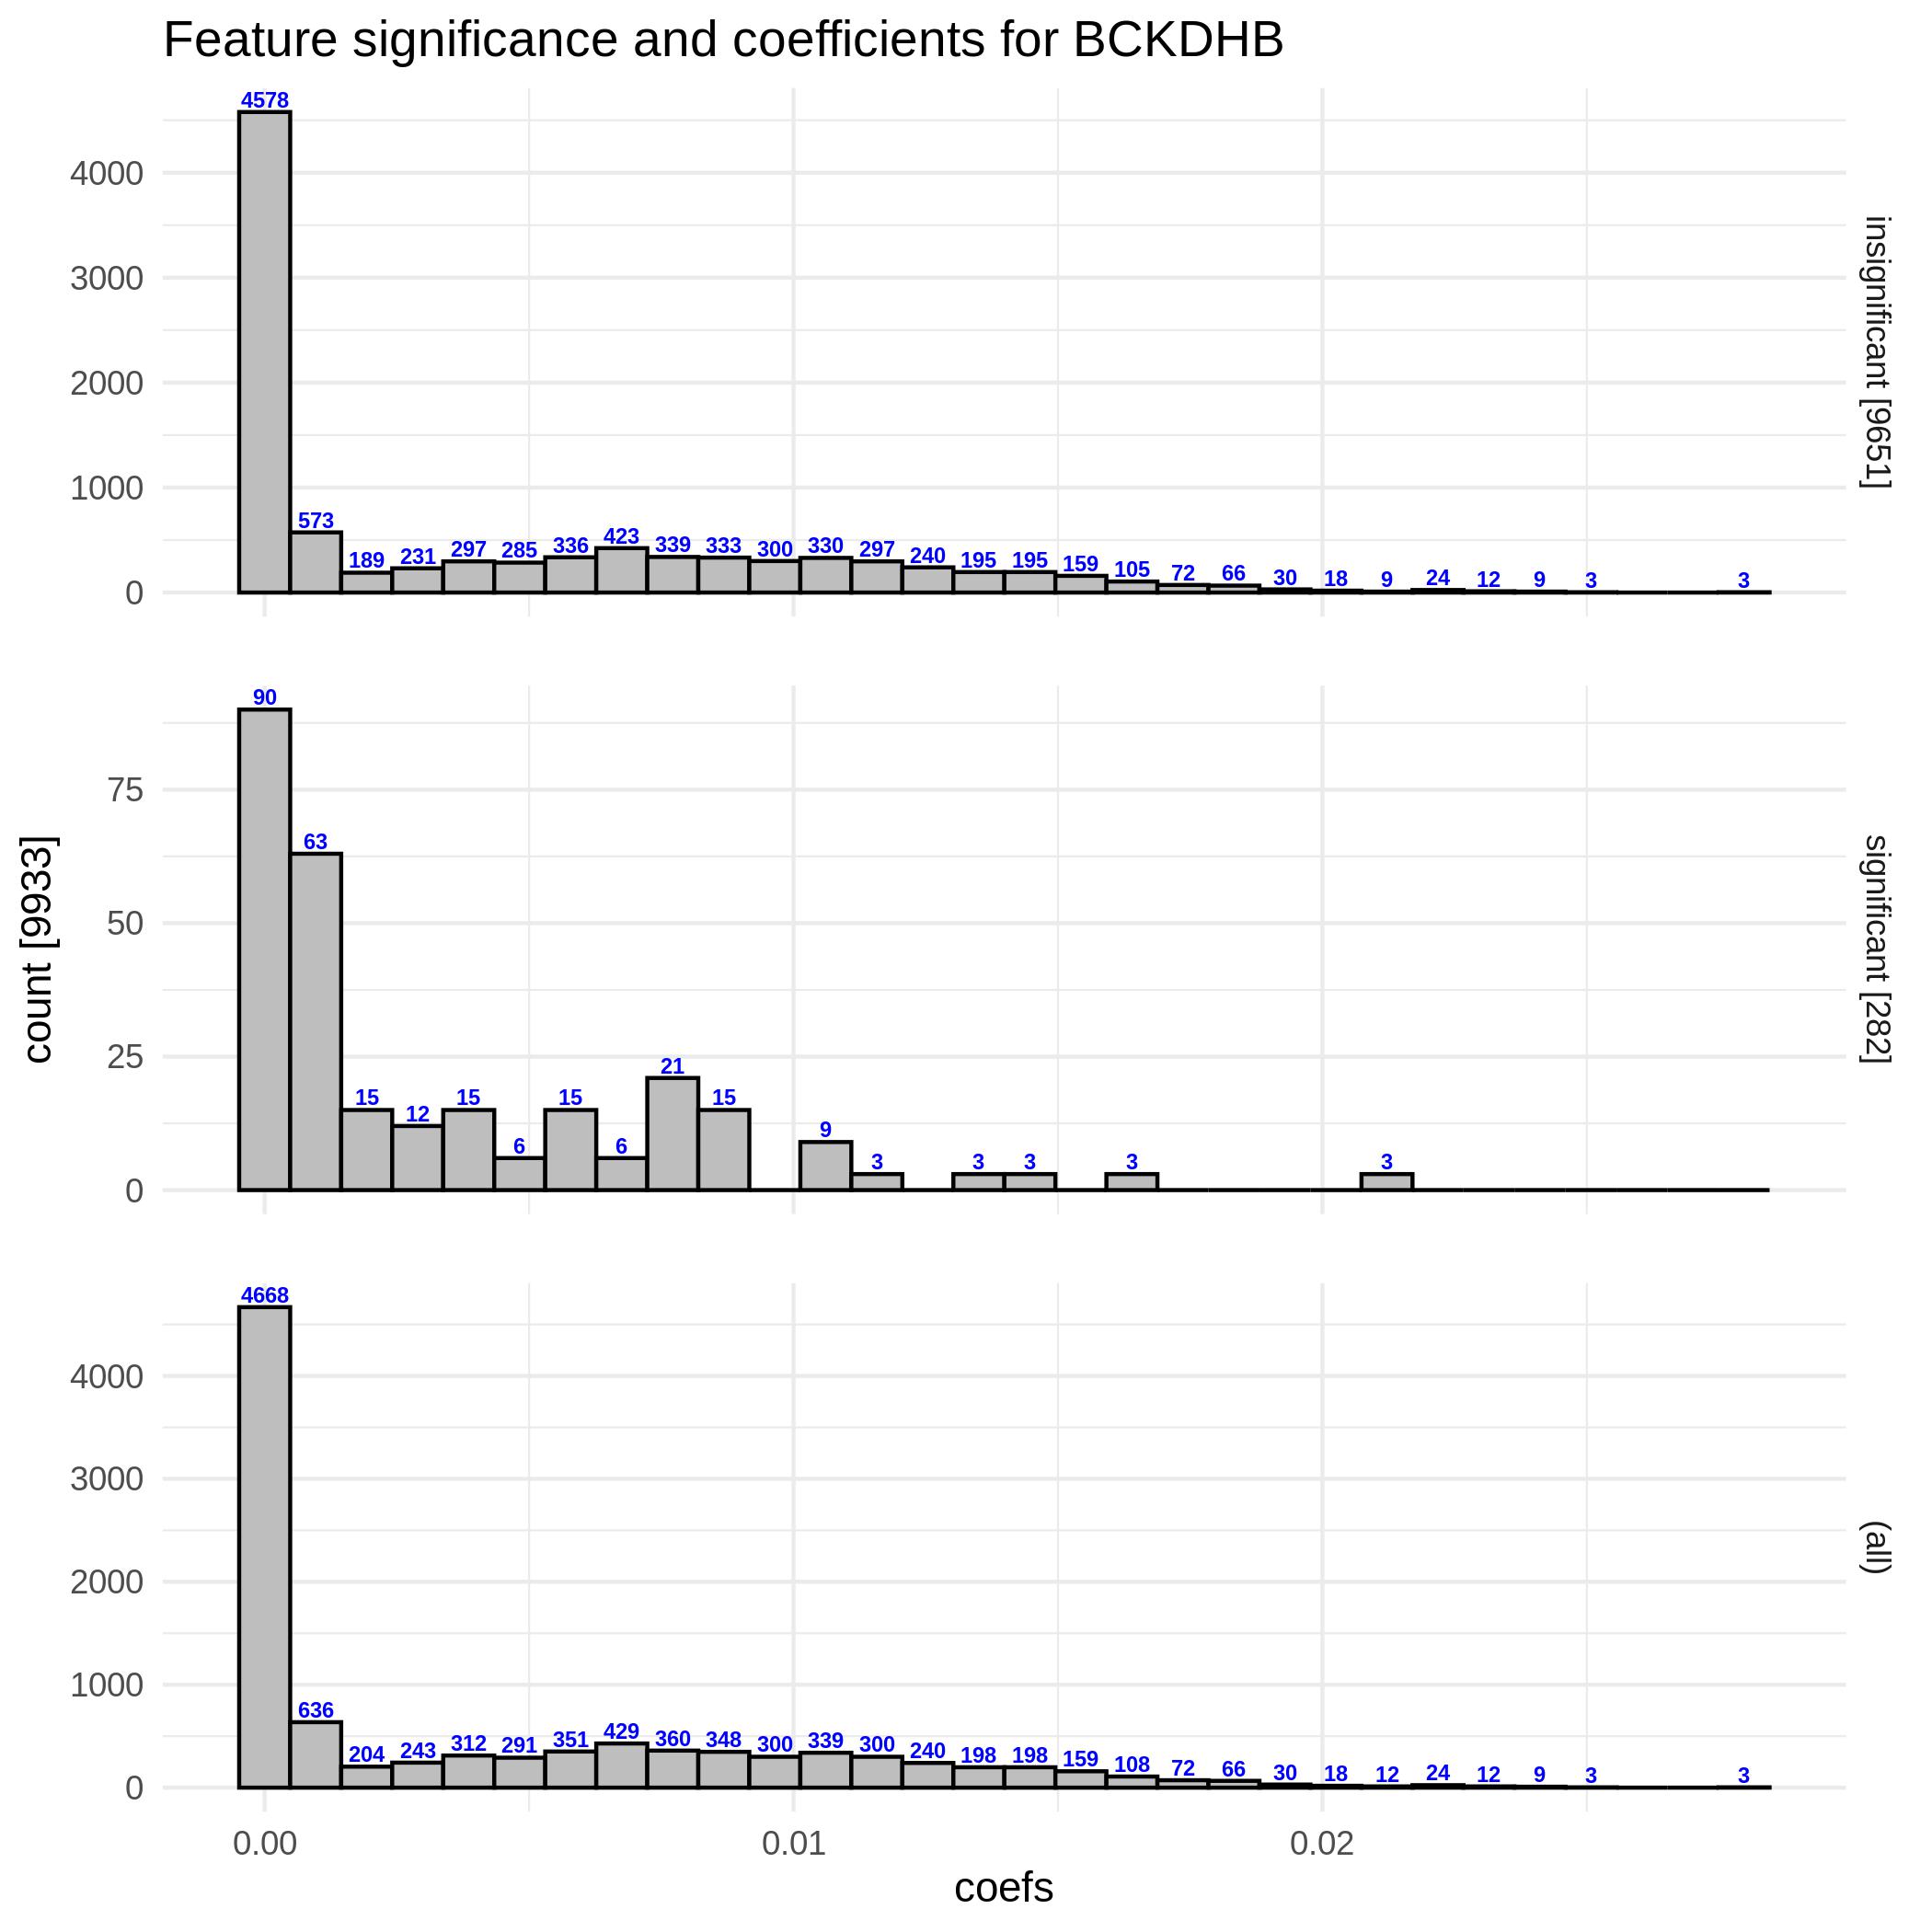 Feature significance and coefficients for BCKDHB
count [9933]
4578
4000
3000
2000
1000
0
573 189 231 297 285 336 423 339 333 300 330 297 240 195 195 159 105 72 66 30 18 9 24 12 9 3 3
insignificant [9651]
90
75
50
25
0
63 15 12 15 6 15 6 21 15 9 3 3 3 3 3
significant [282]
4668
4000
3000
2000
1000
0
636 204 243 312 291 351 429 360 348 300 339 300 240 198 198 159 108 72 66 30 18 12 24 12 9 3 3
(all)
0.00 0.01 0.02
coefs